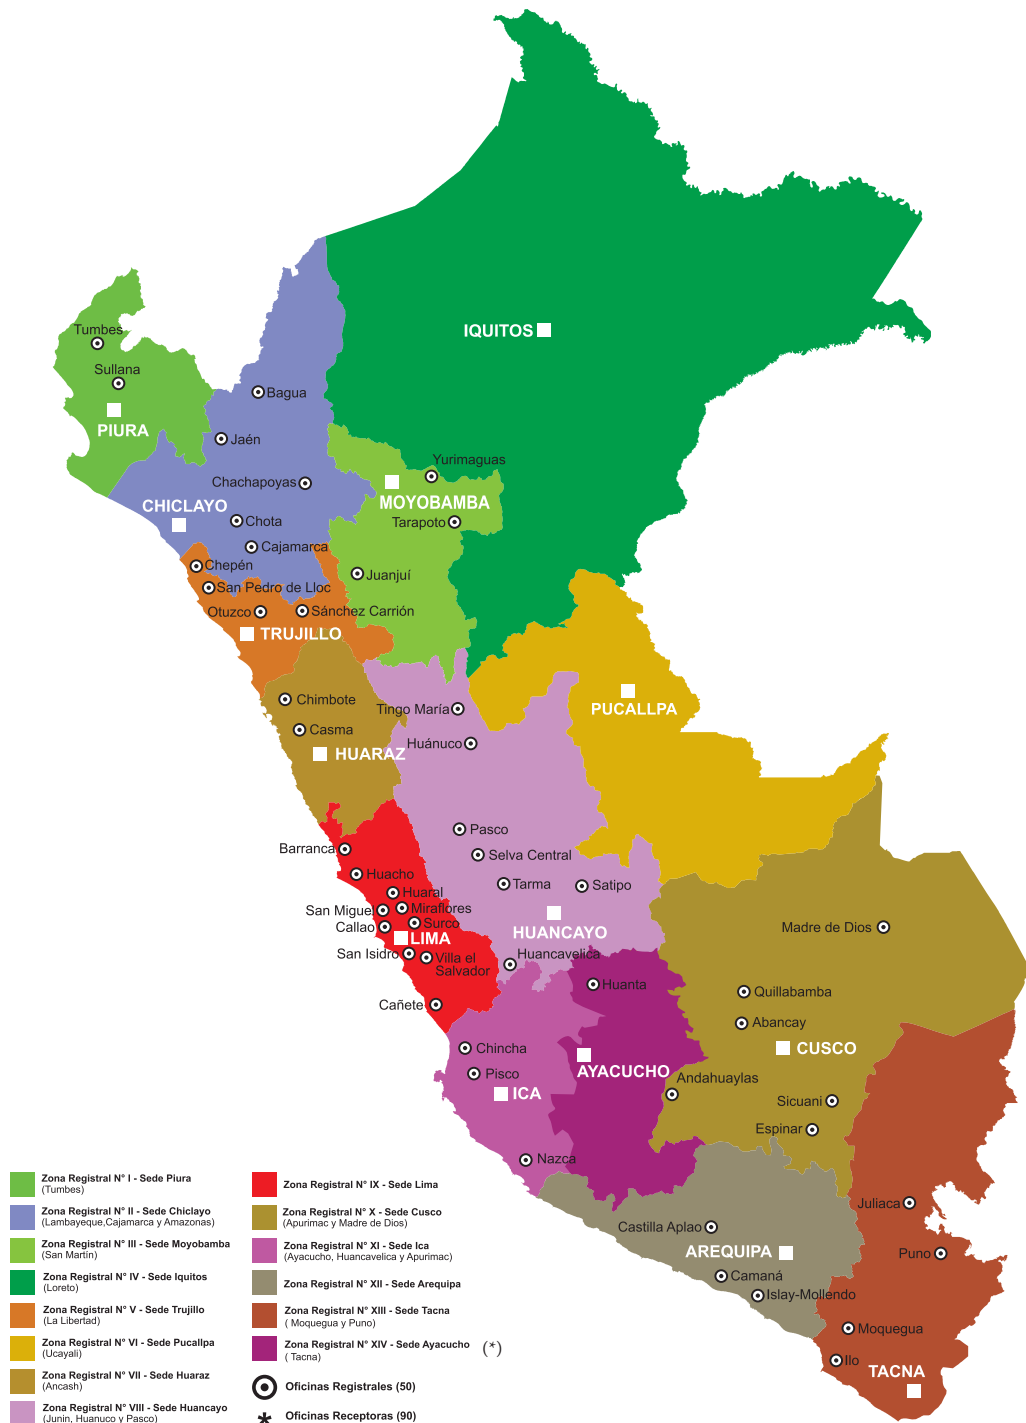 IQUITOS
Tumbes
Sullana
PIURA
Bagua
Jaén
Chachapoyas
CHICLAYO
Chota
Cajamarca
Yurimaguas
MOYOBAMBA
Tarapoto
Juanjuí
Chepén
San Pedro de Lloc
Otuzco
Sánchez Carrión
TRUJILLO
PUCALLPA
Chimbote
Casma
HUARAZ
Tingo María
Huánuco
Pasco
Selva Central
Tarma
Satipo
HUANCAYO
Huancavelica
Barranca
Huacho
Huaral
San Miguel
Miraflores
Callao
Surco
LIMA
San Isidro
Villa el
Salvador
Cañete
Huanta
Madre de Dios
Quillabamba
Abancay
CUSCO
Chincha
Pisco
ICA
AYACUCHO
Andahuaylas
Sicuani
Espinar
Nazca
Juliaca
Castilla Aplao
AREQUIPA
Puno
Camaná
Islay-Mollendo
Moquegua
Ilo
TACNA
Zona Registral N° I - Sede Piura
(Tumbes)
Zona Registral N° II - Sede Chiclayo
(Lambayeque,Cajamarca y Amazonas)
Zona Registral N° III - Sede Moyobamba
(San Martín)
Zona Registral N° IV - Sede Iquitos
(Loreto)
Zona Registral N° V - Sede Trujillo
(La Libertad)
Zona Registral N° VI - Sede Pucallpa
(Ucayali)
Zona Registral N° VII - Sede Huaraz
(Ancash)
Zona Registral N° VIII - Sede Huancayo
(Junin, Huanuco y Pasco)
Zona Registral N° IX - Sede Lima
Zona Registral N° X - Sede Cusco
(Apurimac y Madre de Dios)
Zona Registral N° XI - Sede Ica
(Ayacucho, Huancavelica y Apurimac)
Zona Registral N° XII - Sede Arequipa
Zona Registral N° XIII - Sede Tacna
( Moquegua y Puno)
Zona Registral N° XIV - Sede Ayacucho (*)
( Tacna)
Oficinas Registrales (50)
* Oficinas Receptoras (90)